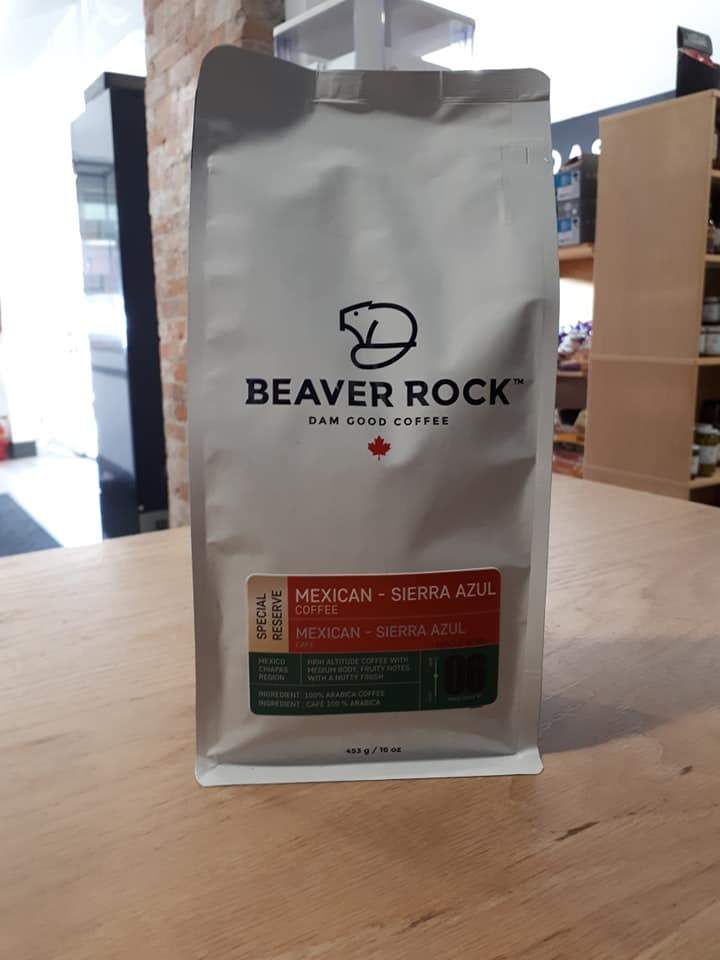 BEAVER ROCK™
DAM GOOD COFFEE
SPECIAL
RESERVE
MEXICAN - SIERRA AZUL
COFFEE
MEXICAN - SIERRA AZUL
CAFÉ
MEXICO
CHIAPAS
REGION
HIGH ALTITUDE COFFEE WITH
MEDIUM BODY, FRUITY NOTES
WITH A NUTTY FINISH
06
INGREDIENT: 100% ARABICA COFFEE
INGRÉDIENT: CAFÉ 100 % ARABICA
453 g / 16 oz